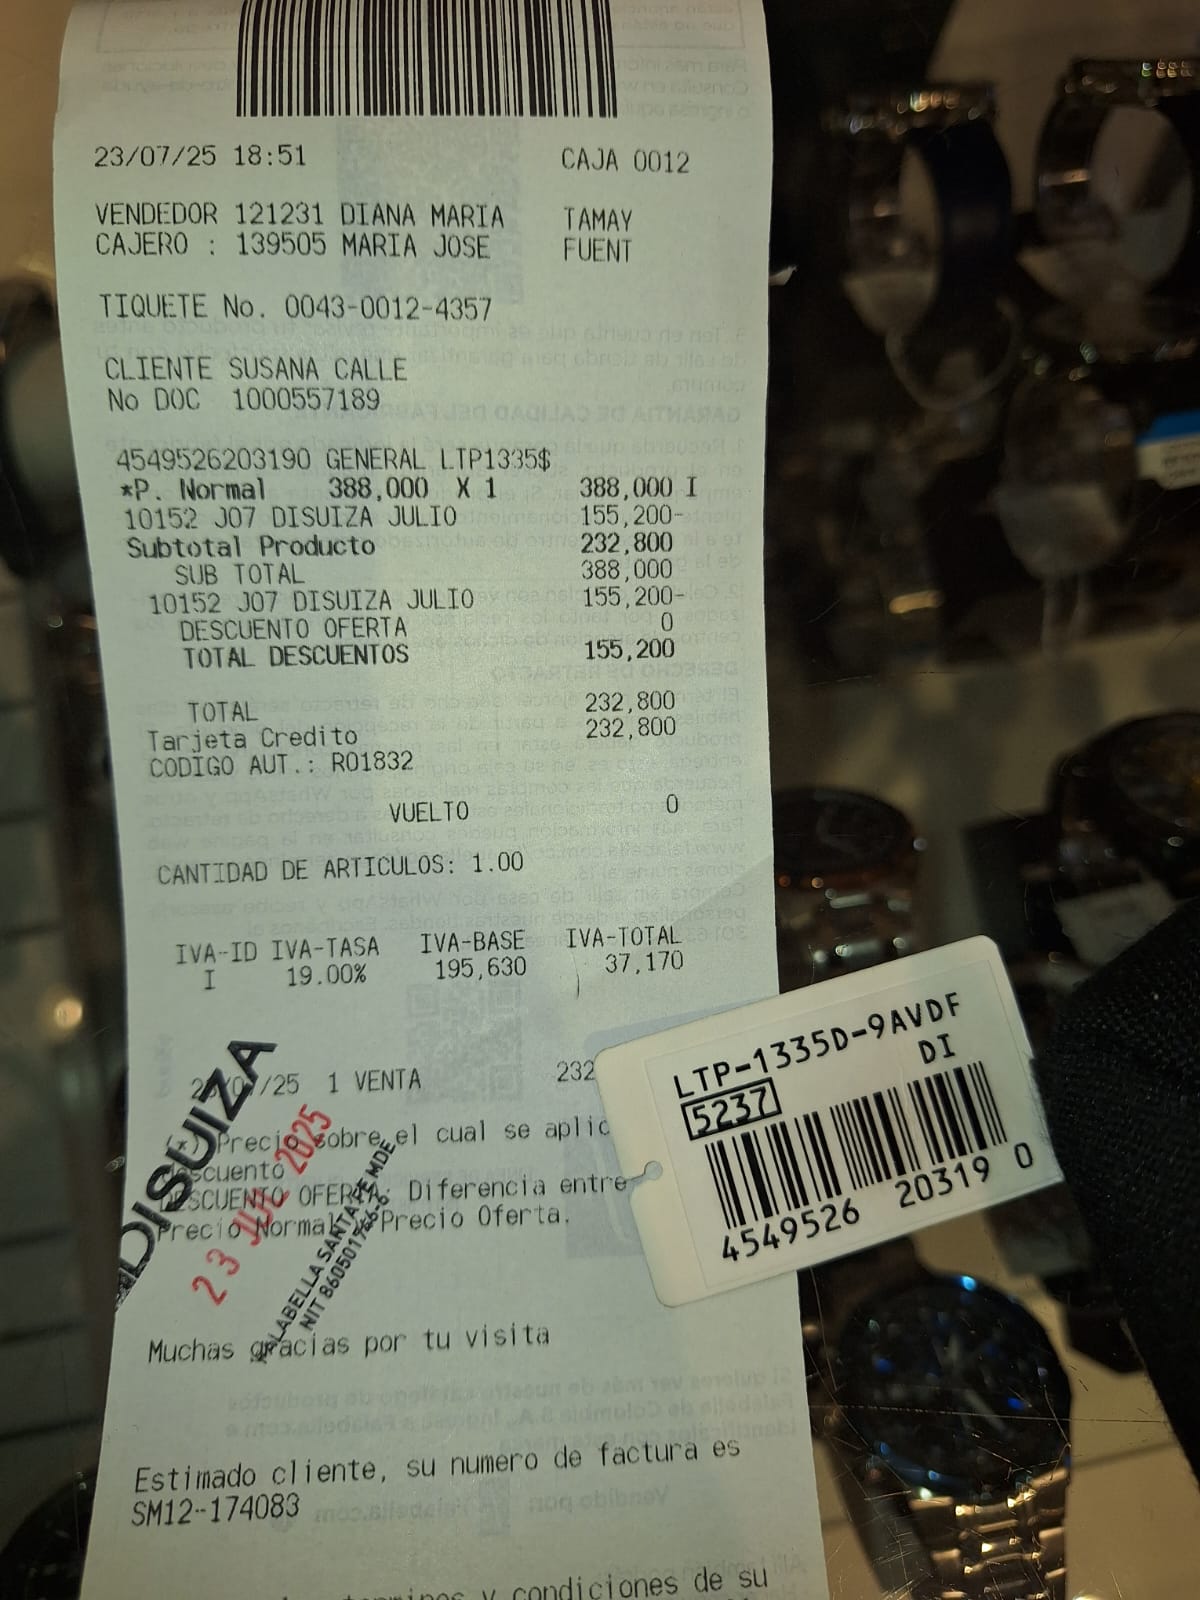 23/07/25 18:51 CAJA 0012
VENDEDOR 121231 DIANA MARIA TAMAY
CAJERO : 139505 MARIA JOSE FUENT
TIQUETE No. 0043-0012-4357
CLIENTE SUSANA CALLE
No DOC 1000557189
4549526203190 GENERAL LTP1335$
*P. Normal 388,000 X 1 388,000 I
10152 J07 DISUIZA JULIO 155,200-
Subtotal Producto 232,800
SUB TOTAL 388,000
10152 J07 DISUIZA JULIO 155,200-
DESCUENTO OFERTA 0
TOTAL DESCUENTOS 155,200
TOTAL 232,800
Tarjeta Credito 232,800
CODIGO AUT.: R01832
VUELTO 0
CANTIDAD DE ARTICULOS: 1.00
IVA-ID IVA-TASA IVA-BASE IVA-TOTAL
I 19.00% 195,630 37,170
/25 1 VENTA 232
(*) Precio sobre el cual se aplic
descuento
DESCUENTO OFERTA: Diferencia entre
Precio Normal Precio Oferta.
DISUIZA
23 JUL 2025
FALABELLA SANTA FE MDE
NIT
Muchas gracias por tu visita
Estimado cliente, su numero de factura es
SM12-174083
y condiciones de su
LTP-1335D-9AVDF
DI
5237
4549526 20319 0